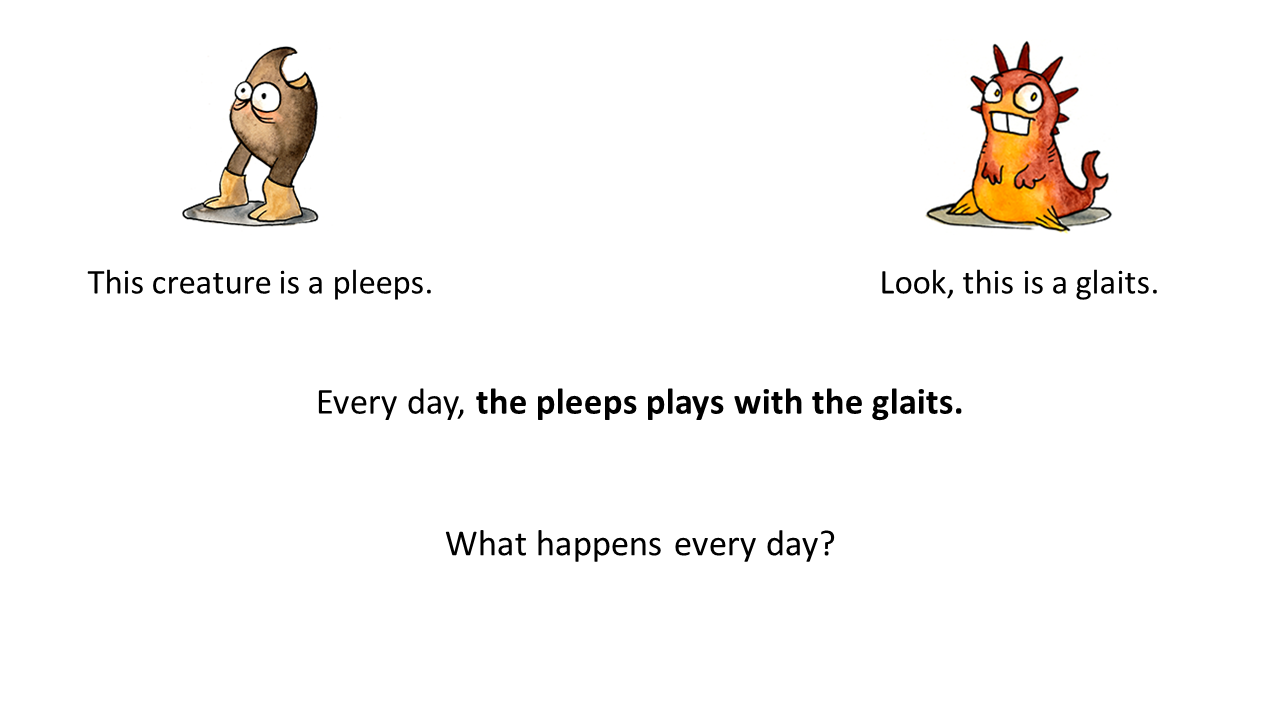 This creature is a pleeps.
Look, this is a glaits.
Every day, the pleeps plays with the glaits.
What happens every day?